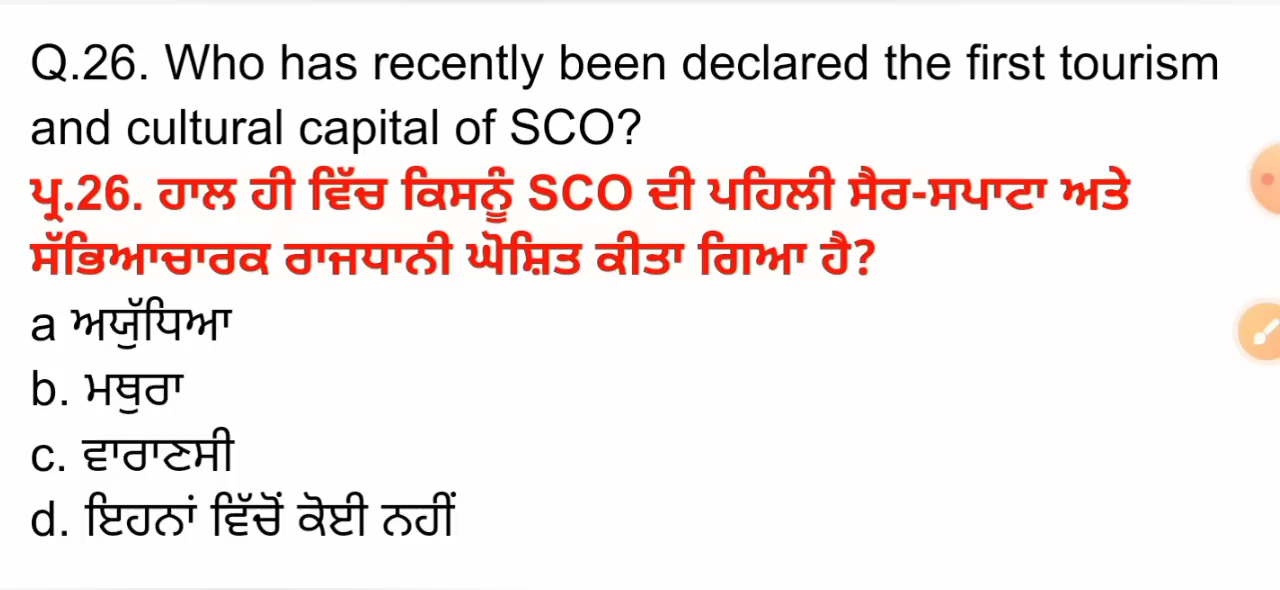 Q.26. Who has recently been declared the first tourism
and cultural capital of SCO?
ਪ੍ਰ.26. ਹਾਲ ਹੀ ਵਿੱਚ ਕਿਸਨੂੰ SCO ਦੀ ਪਹਿਲੀ ਸੈਰ-ਸਪਾਟਾ ਅਤੇ
ਸੱਭਿਆਚਾਰਕ ਰਾਜਧਾਨੀ ਘੋਸ਼ਿਤ ਕੀਤਾ ਗਿਆ ਹੈ?
a ਅਯੁੱਧਿਆ
b. ਮਥੁਰਾ
c. ਵਾਰਾਣਸੀ
d. ਇਹਨਾਂ ਵਿੱਚੋਂ ਕੋਈ ਨਹੀਂ